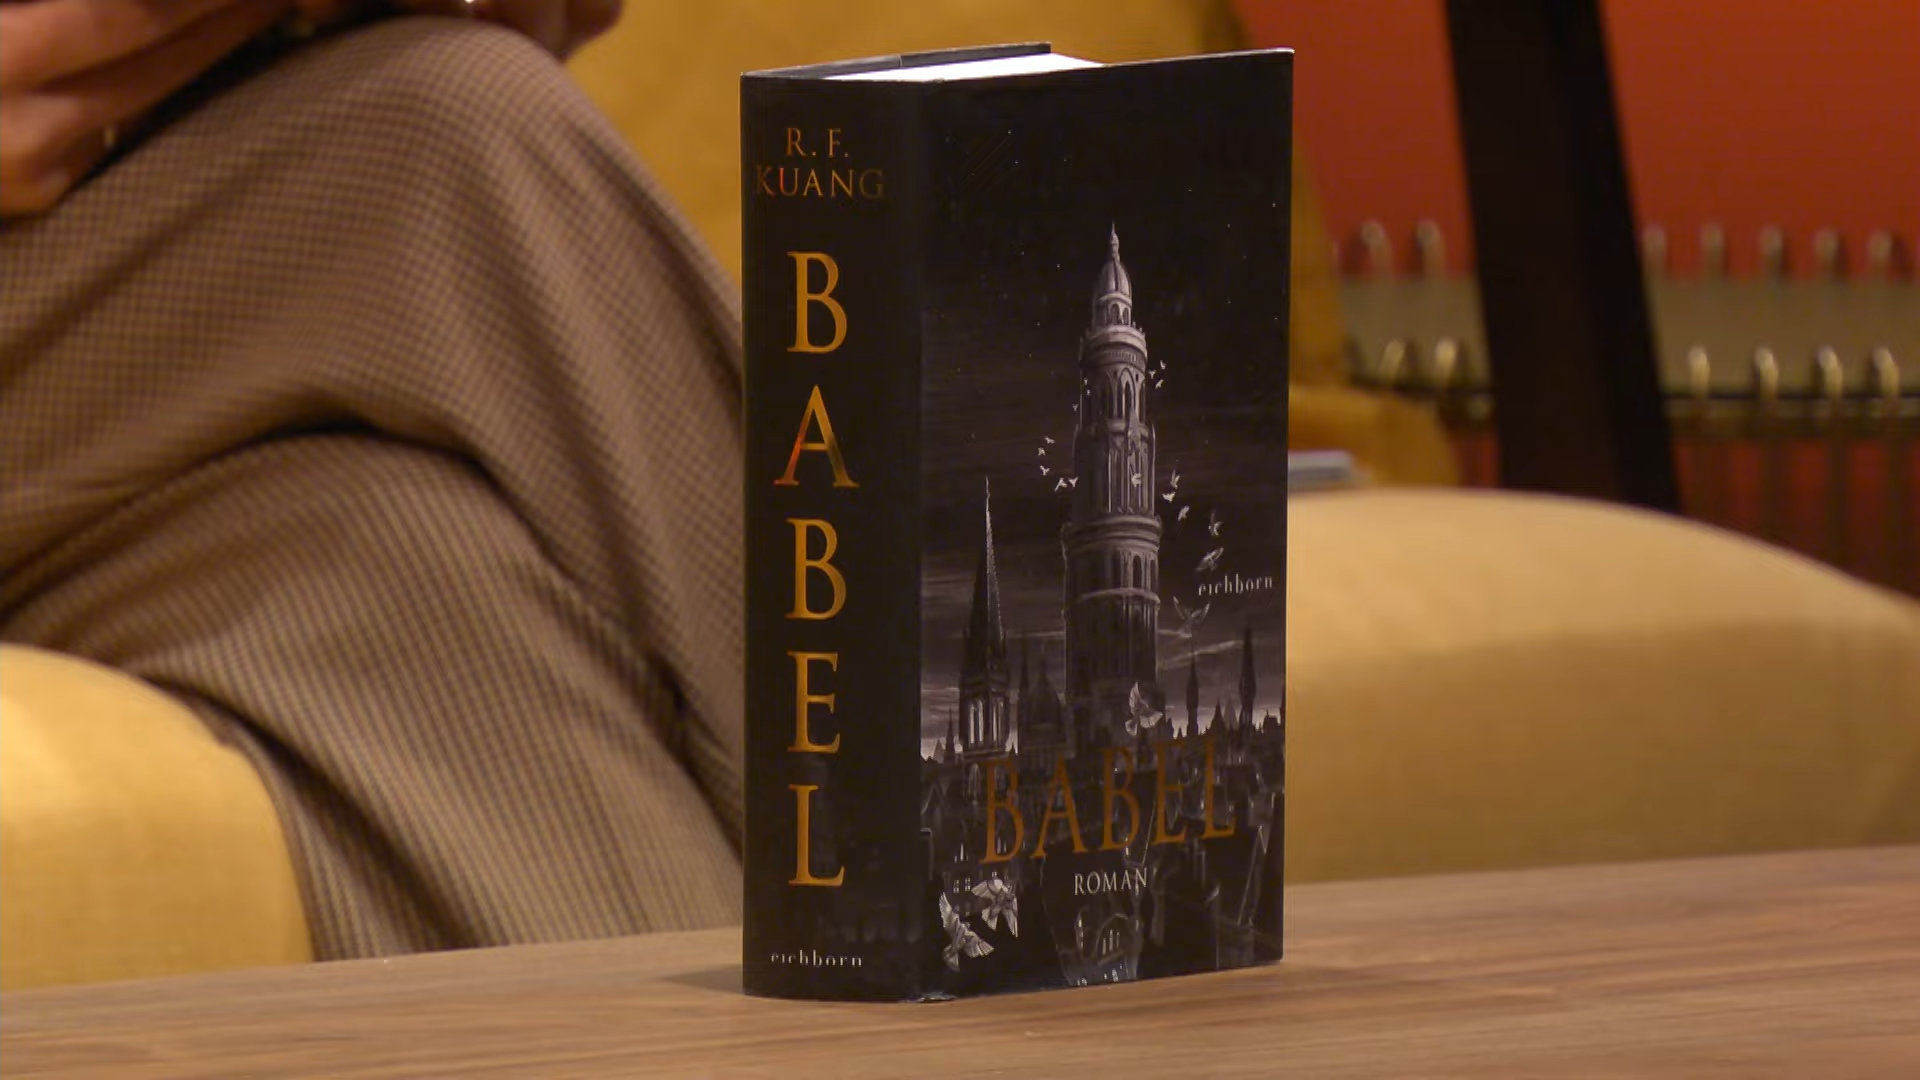 R. F.
KUANG
BABEL
eichborn
eichborn
BABEL
ROMAN